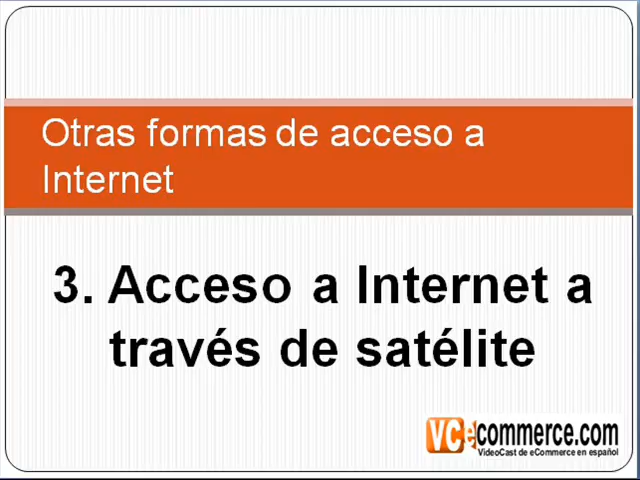 Otras formas de acceso a
Internet
3. Acceso a Internet a
través de satélite
VCecommerce.com
VideoCast de eCommerce en español